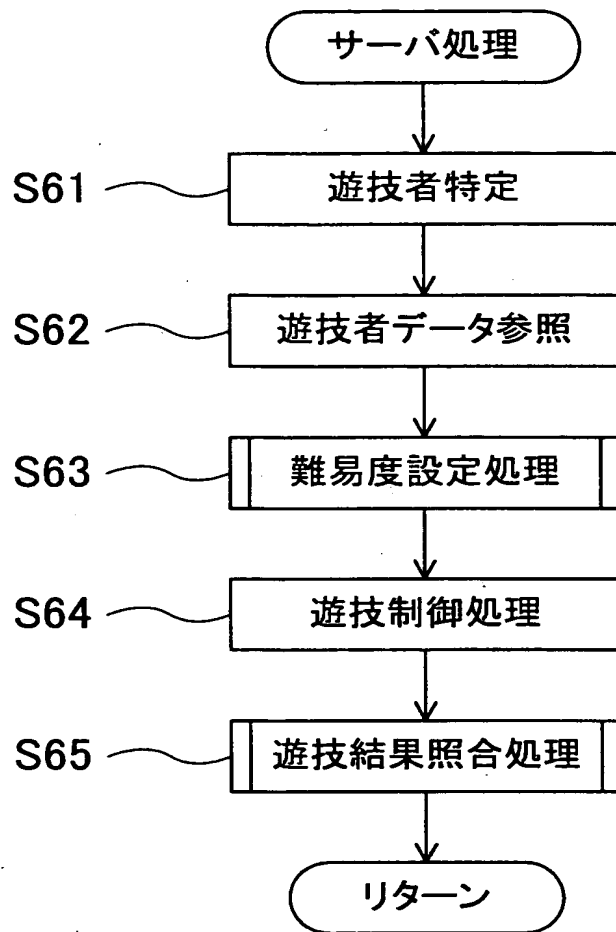 サーバ処理
S61 遊技者特定
S62 遊技者データ参照
S63 難易度設定処理
S64 遊技制御処理
S65 遊技結果照合処理
リターン